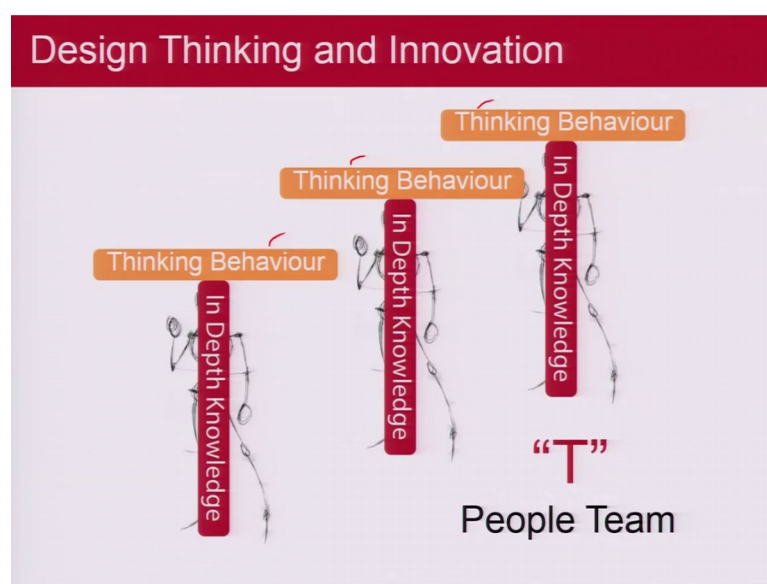 Design Thinking and Innovation
Thinking Behaviour
In Depth Knowledge
Thinking Behaviour
In Depth Knowledge
Thinking Behaviour
In Depth Knowledge
“T”
People Team